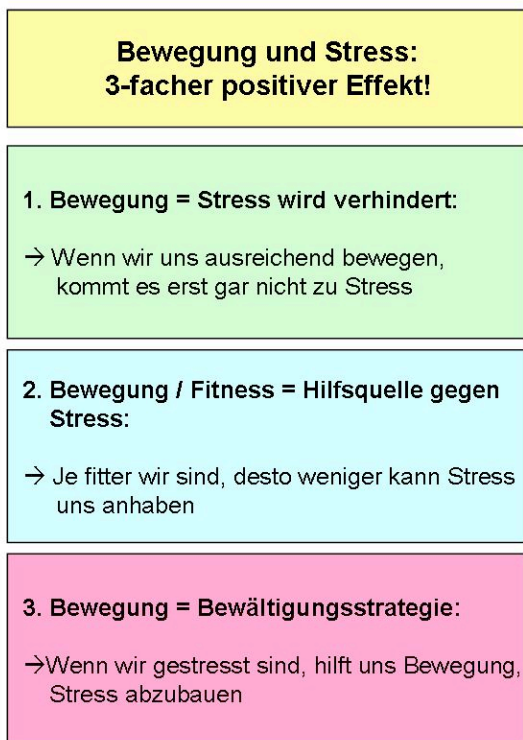 Bewegung und Stress:
3-facher positiver Effekt!
1. Bewegung = Stress wird verhindert:
→ Wenn wir uns ausreichend bewegen,
kommt es erst gar nicht zu Stress
2. Bewegung / Fitness = Hilfsquelle gegen
Stress:
→ Je fitter wir sind, desto weniger kann Stress
uns anhaben
3. Bewegung = Bewältigungsstrategie:
→Wenn wir gestresst sind, hilft uns Bewegung,
Stress abzubauen